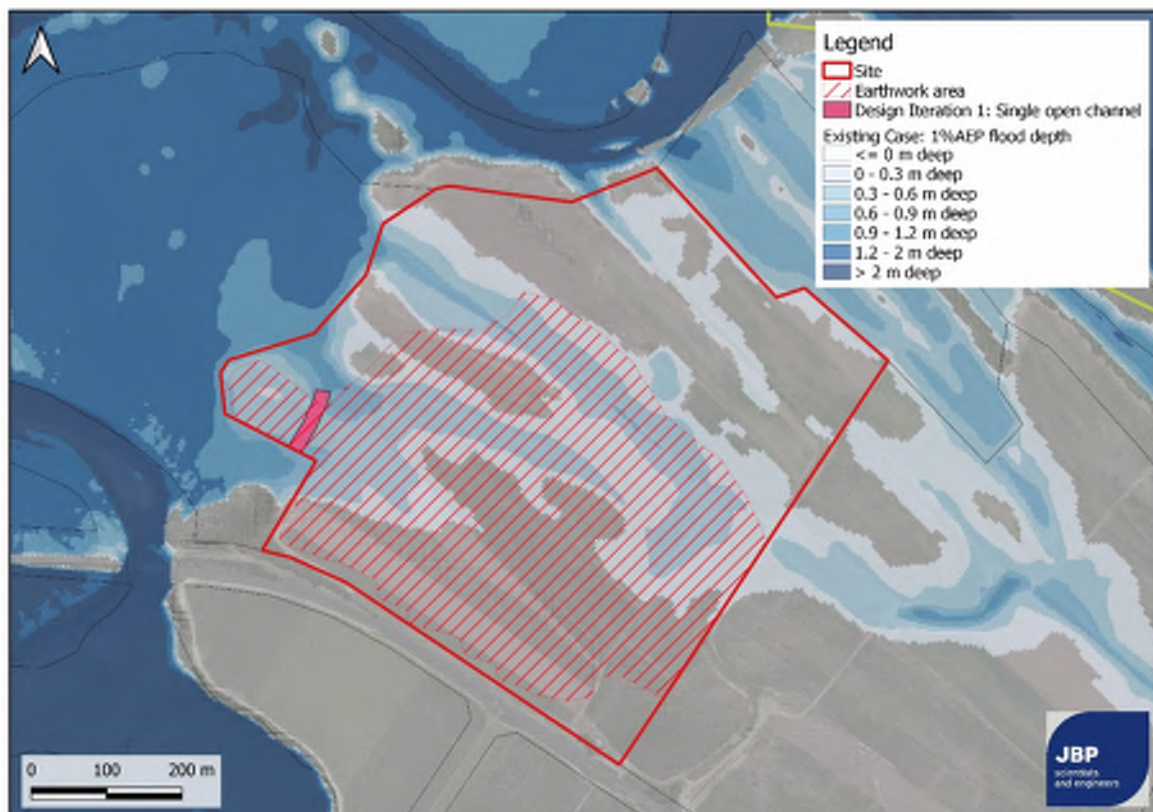 Legend
Site
Earthwork area
Design Iteration 1: Single open channel
Existing Case: 1%AEP flood depth
<= 0 m deep
0 - 0.3 m deep
0.3 - 0.6 m deep
0.6 - 0.9 m deep
0.9 - 1.2 m deep
1.2 - 2 m deep
> 2 m deep
0 100 200 m
JBP
scientists
and engineers